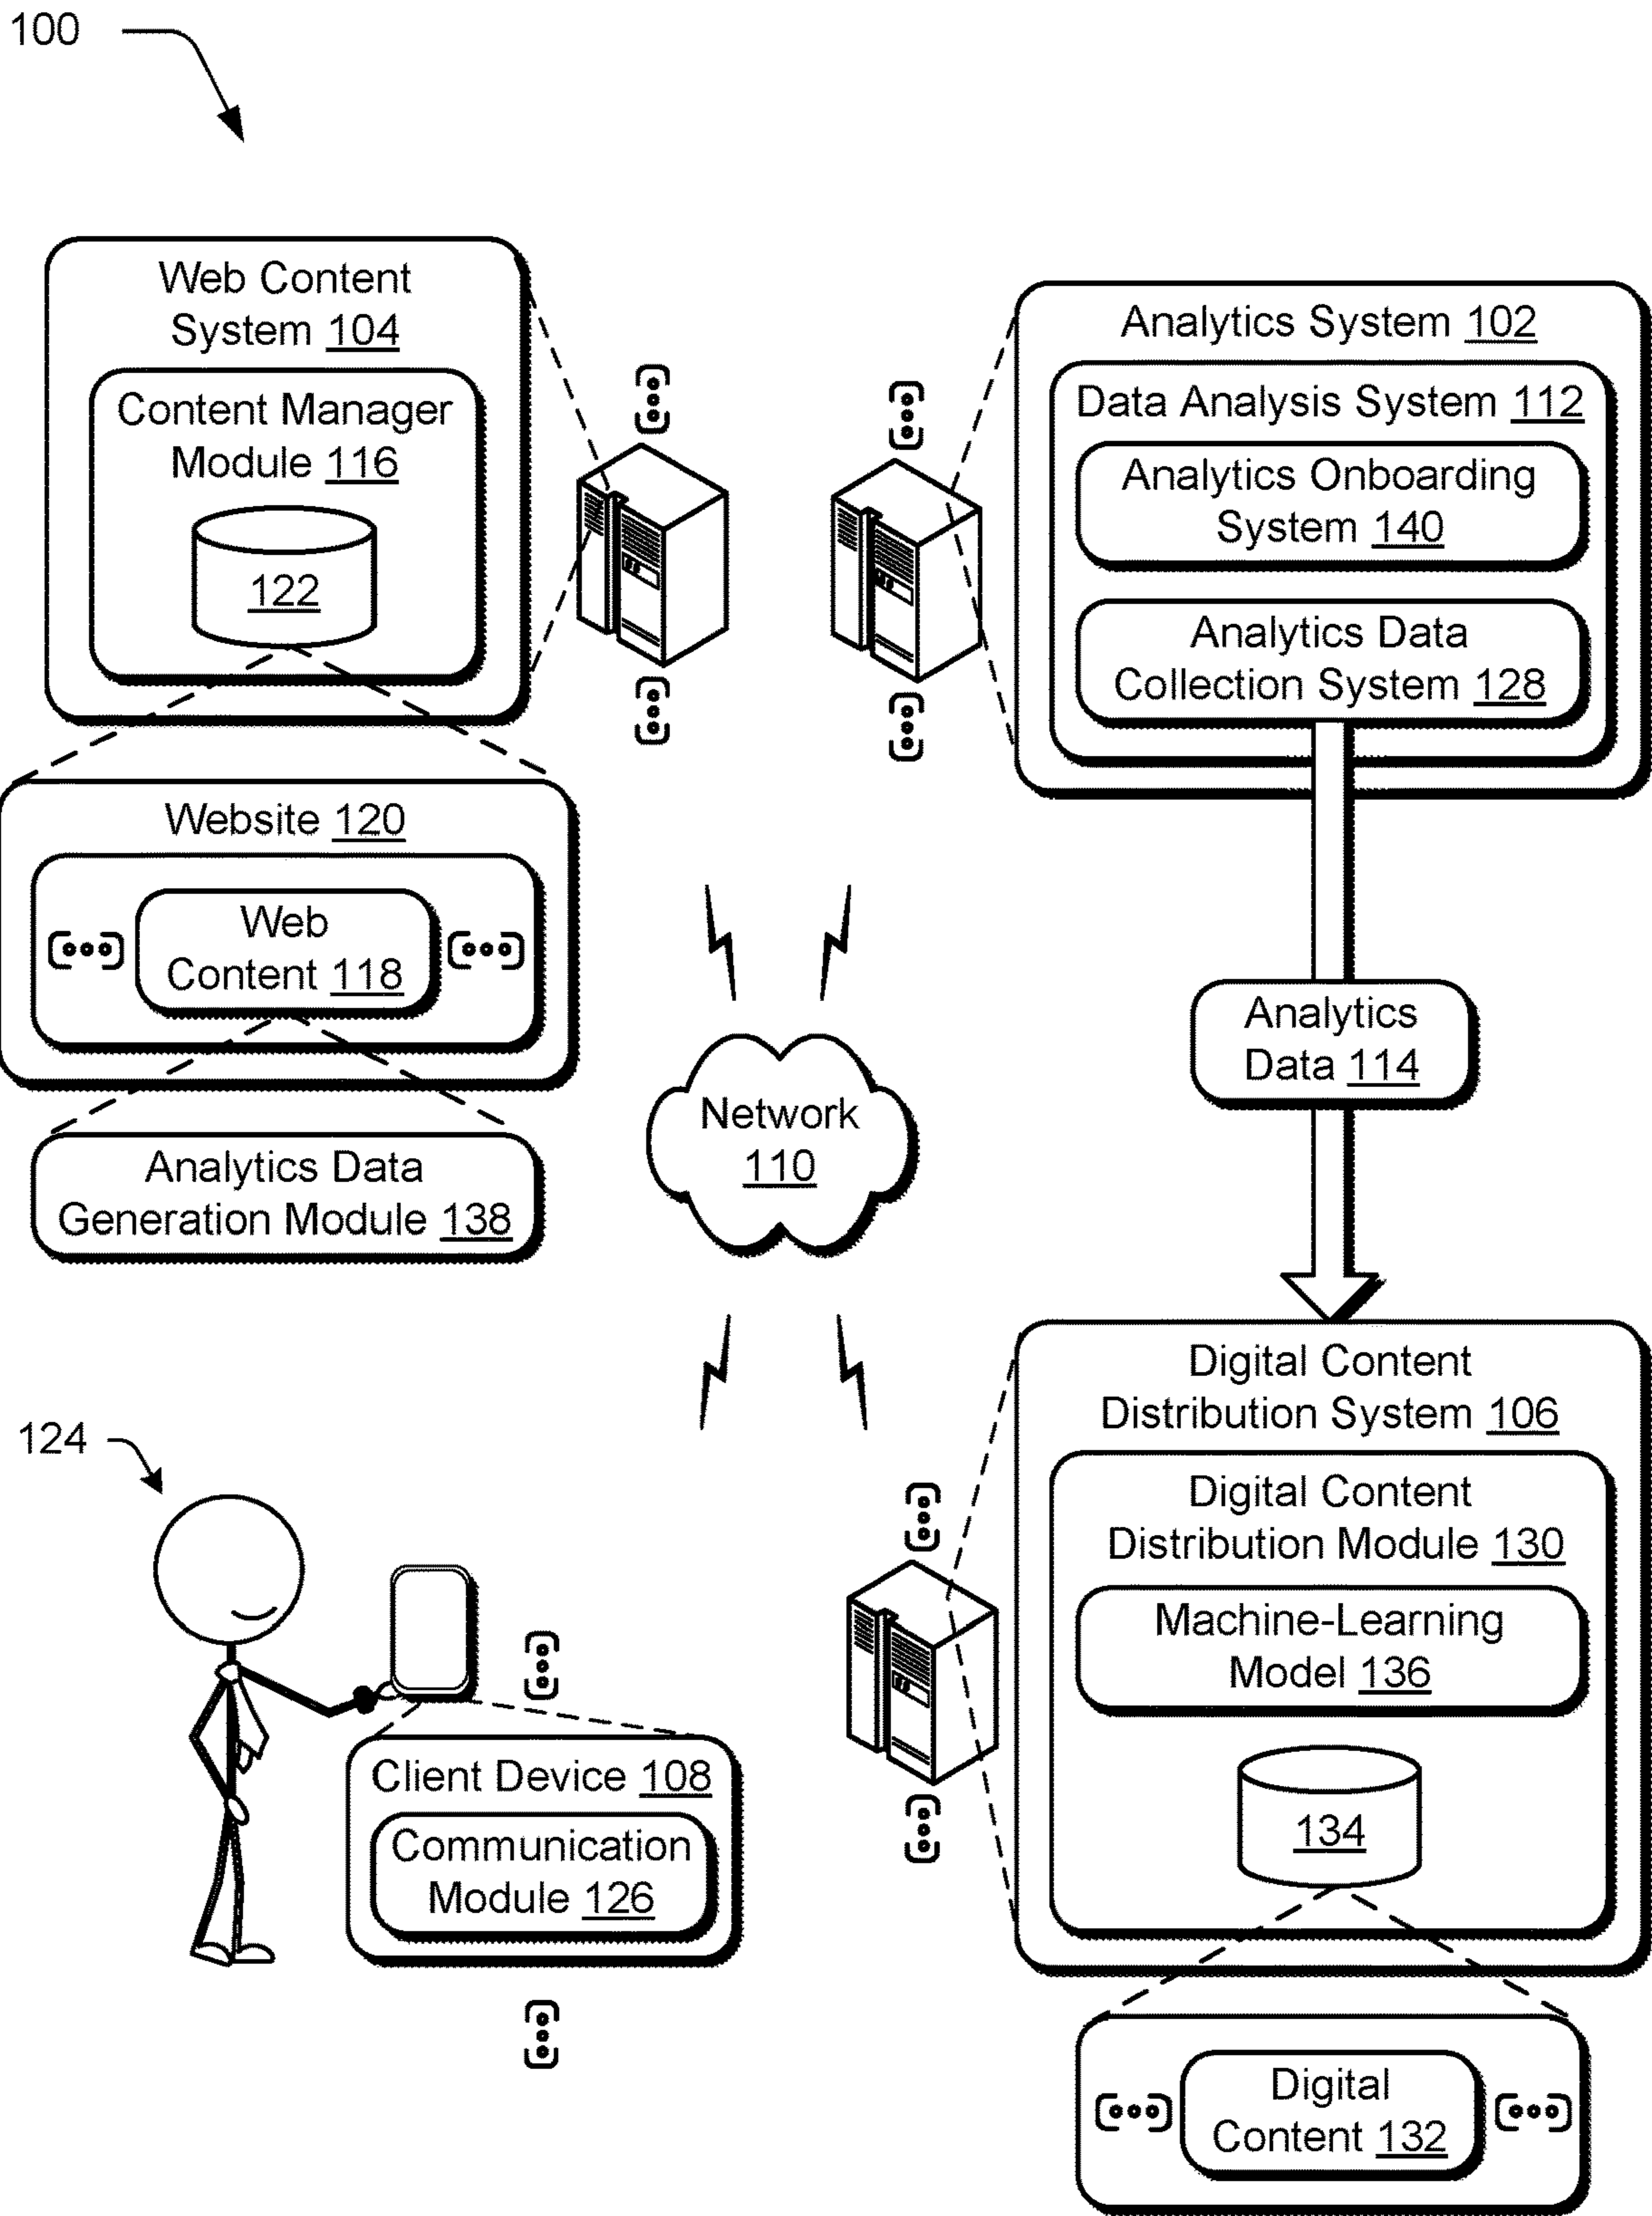 100
Web Content
System 104
Content Manager
Module 116
122
Website 120
Web
Content 118
Analytics Data
Generation Module 138
Analytics System 102
Data Analysis System 112
Analytics Onboarding
System 140
Analytics Data
Collection System 128
Analytics
Data 114
Network
110
124
Client Device 108
Communication
Module 126
Digital Content
Distribution System 106
Digital Content
Distribution Module 130
Machine-Learning
Model 136
134
Digital
Content 132